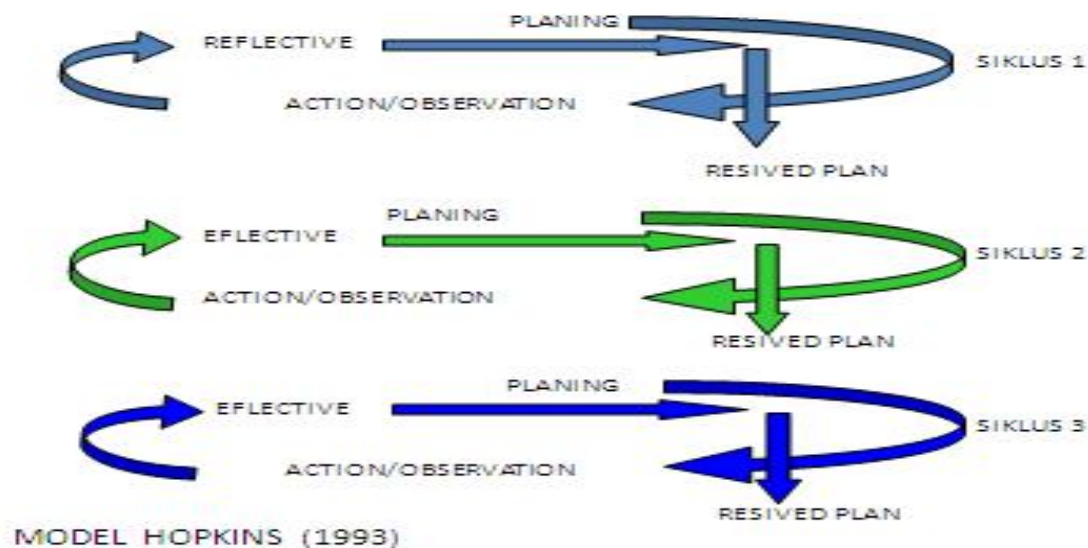 PLANING
REFLECTIVE
SIKLUS 1
ACTION/OBSERVATION
RESIVED PLAN
PLANING
EFLECTIVE
SIKLUS 2
ACTION/OBSERVATION
RESIVED PLAN
PLANING
EFLECTIVE
SIKLUS 3
ACTION/OBSERVATION
RESIVED PLAN
MODEL HOPKINS (1993)